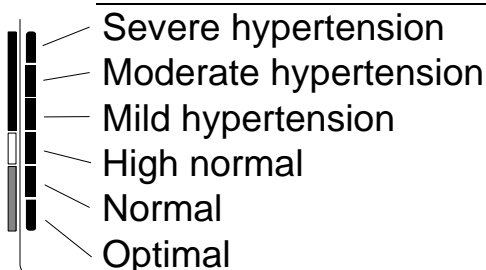 Severe hypertension
Moderate hypertension
Mild hypertension
High normal
Normal
Optimal